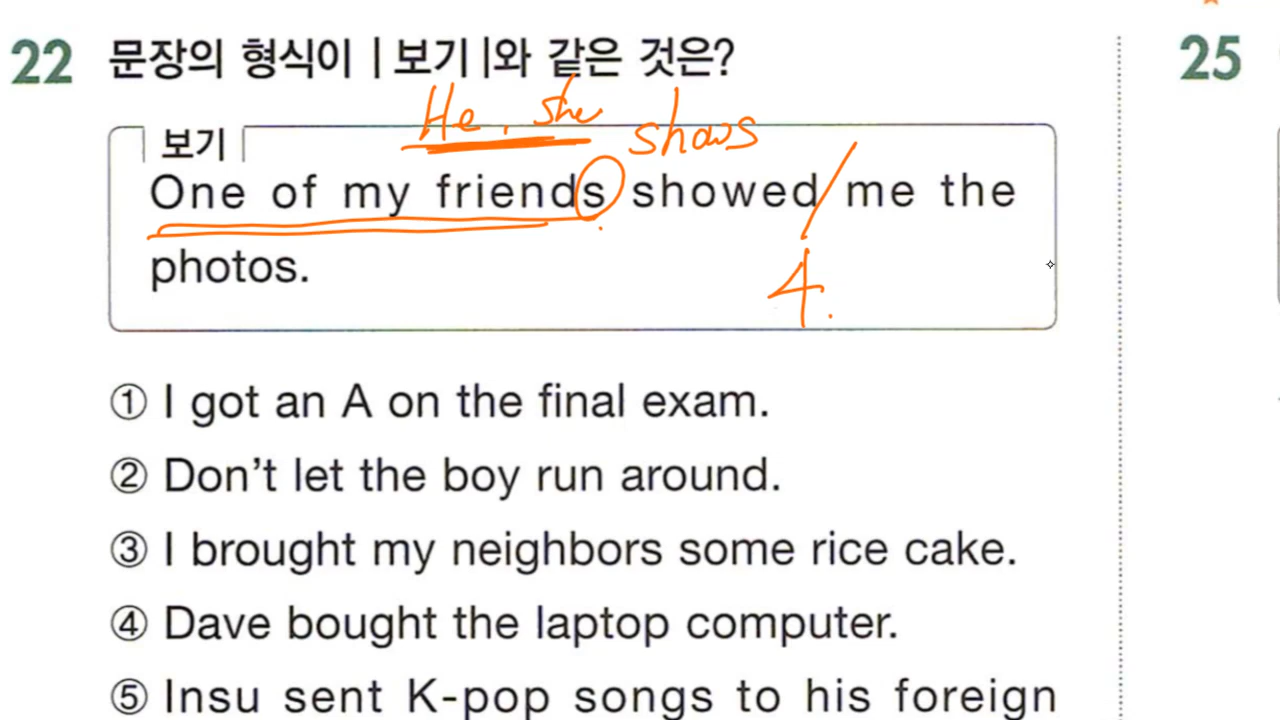 22 문장의 형식이 | 보기 |와 같은 것은?
25
He, she shows
보기
One of my friends showed / me the
photos.
4.
① I got an A on the final exam.
② Don't let the boy run around.
③ I brought my neighbors some rice cake.
④ Dave bought the laptop computer.
⑤ Insu sent K-pop songs to his foreign